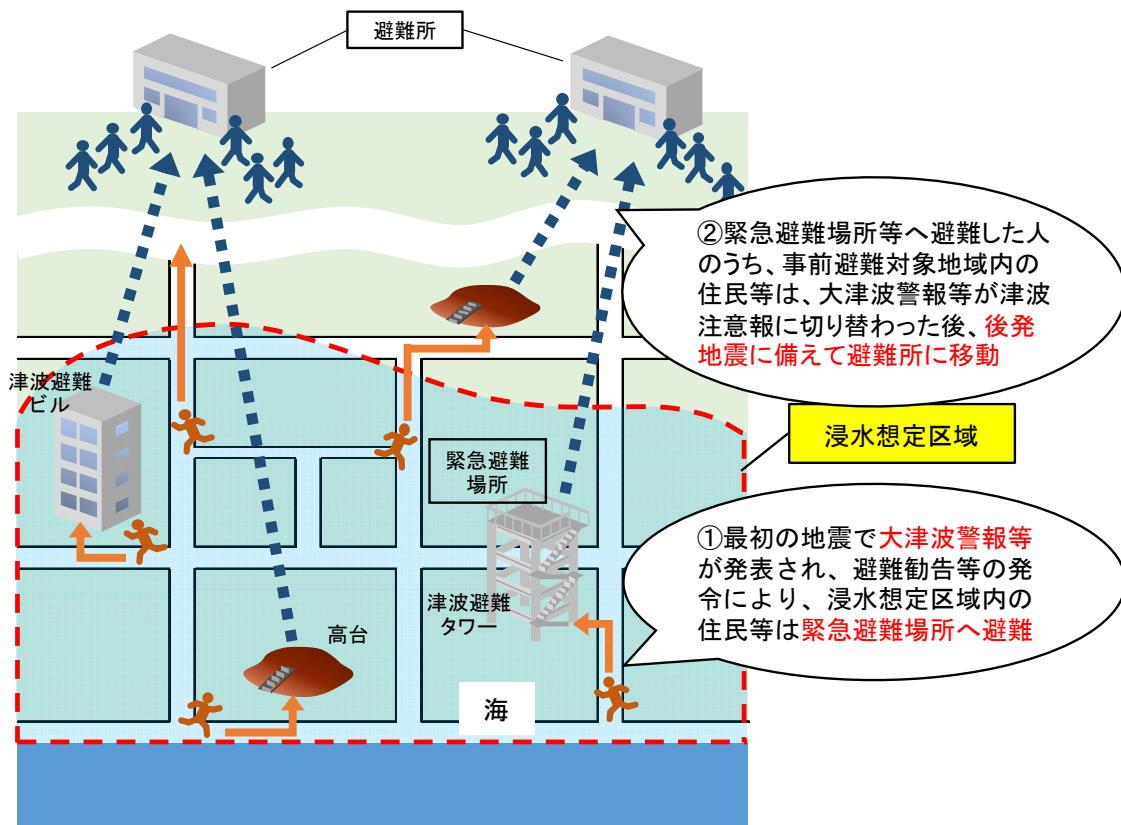 避難所
②緊急避難場所等へ避難した人
のうち、事前避難対象地域内の
住民等は、大津波警報等が津波
注意報に切り替わった後、後発
地震に備えて避難所に移動
津波避難
ビル
浸水想定区域
緊急避難
場所
①最初の地震で大津波警報等
が発表され、避難勧告等の発
令により、浸水想定区域内の
住民等は緊急避難場所へ避難
津波避難
タワー
高台
海